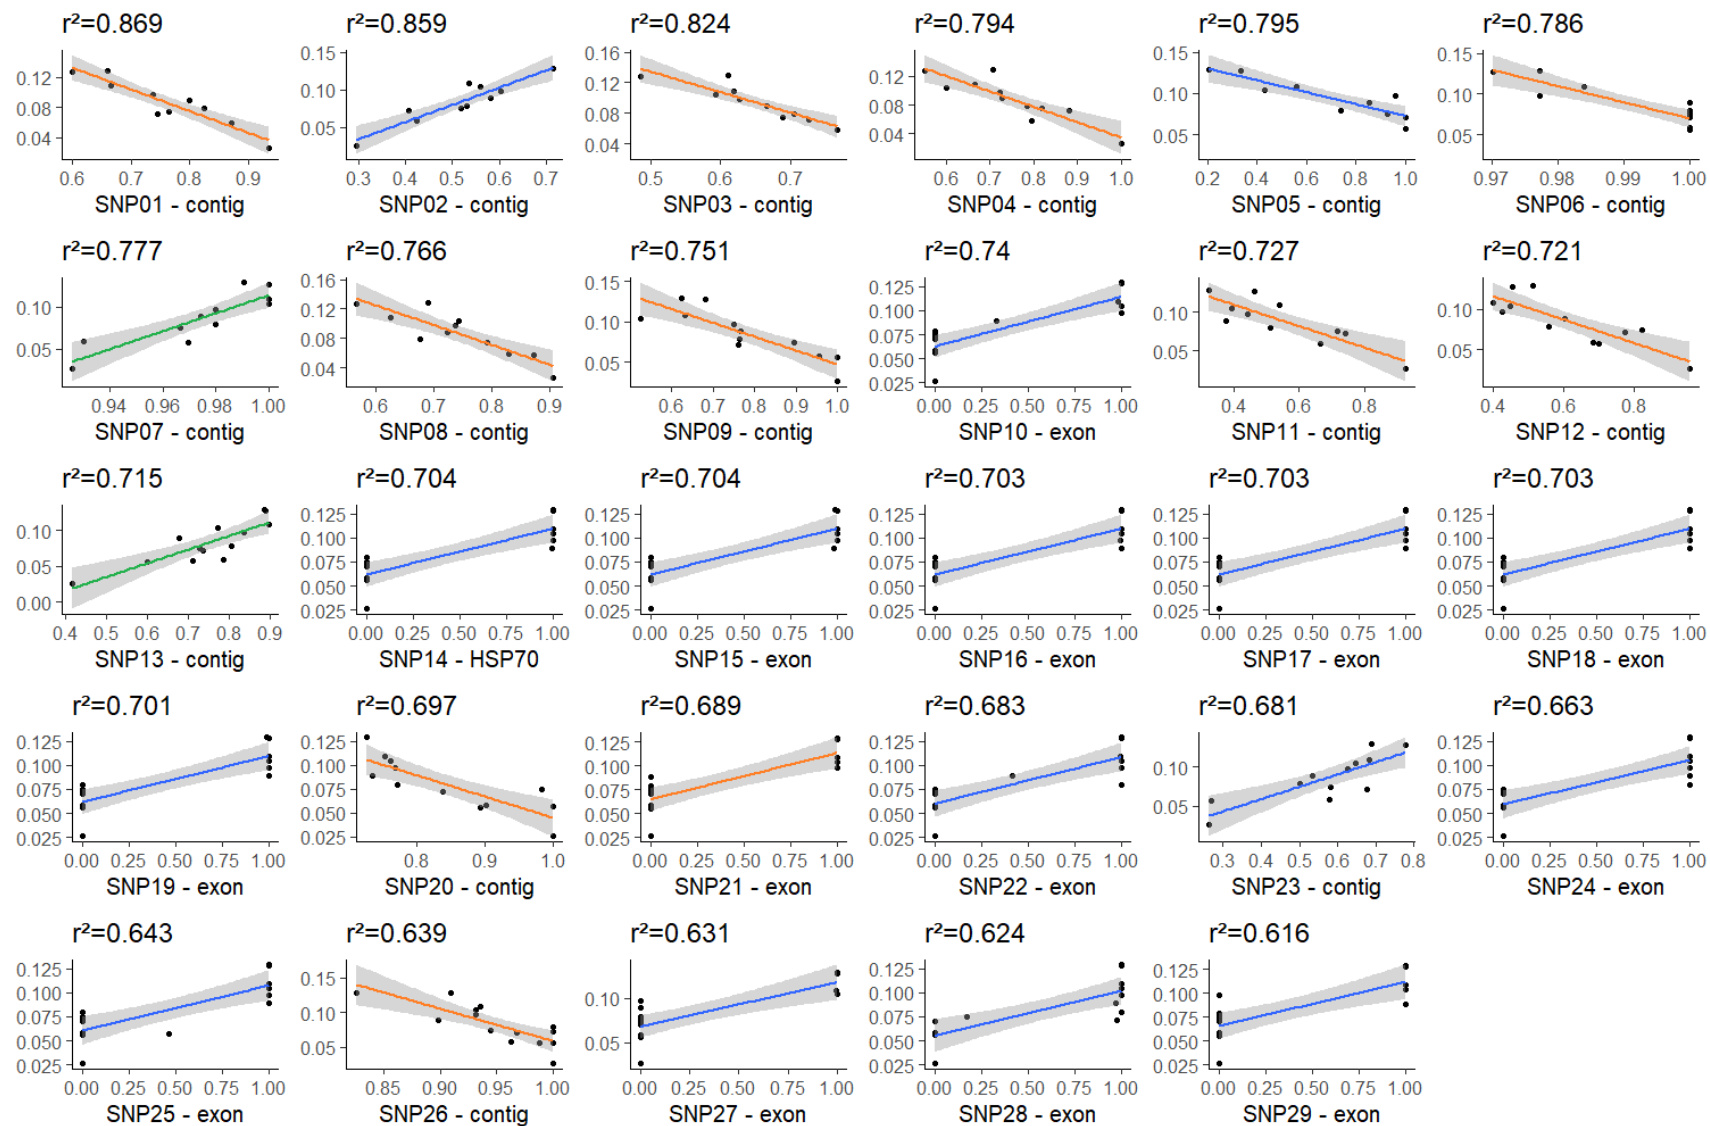 r²=0.869 r²=0.859 r²=0.824 r²=0.794 r²=0.795 r²=0.786
0.12 0.08 0.04 0.15 0.10 0.05 0.16 0.12 0.08 0.04 0.12 0.08 0.04 0.15 0.10 0.05 0.15 0.10 0.05
0.6 0.7 0.8 0.9 0.3 0.4 0.5 0.6 0.7 0.5 0.6 0.7 0.6 0.7 0.8 0.9 1.0 0.2 0.4 0.6 0.8 1.0 0.97 0.98 0.99 1.00
SNP01 - contig SNP02 - contig SNP03 - contig SNP04 - contig SNP05 - contig SNP06 - contig
r²=0.777 r²=0.766 r²=0.751 r²=0.74 r²=0.727 r²=0.721
0.10 0.05 0.16 0.12 0.08 0.04 0.15 0.10 0.05 0.125 0.100 0.075 0.050 0.025 0.10 0.05 0.10 0.05
0.94 0.96 0.98 1.00 0.6 0.7 0.8 0.9 0.6 0.7 0.8 0.9 1.0 0.00 0.25 0.50 0.75 1.00 0.4 0.6 0.8 0.4 0.6 0.8
SNP07 - contig SNP08 - contig SNP09 - contig SNP10 - exon SNP11 - contig SNP12 - contig
r²=0.715 r²=0.704 r²=0.704 r²=0.703 r²=0.703 r²=0.703
0.10 0.05 0.00 0.125 0.100 0.075 0.050 0.025 0.125 0.100 0.075 0.050 0.025 0.125 0.100 0.075 0.050 0.025 0.125 0.100 0.075 0.050 0.025 0.125 0.100 0.075 0.050 0.025
0.4 0.5 0.6 0.7 0.8 0.9 0.00 0.25 0.50 0.75 1.00 0.00 0.25 0.50 0.75 1.00 0.00 0.25 0.50 0.75 1.00 0.00 0.25 0.50 0.75 1.00 0.00 0.25 0.50 0.75 1.00
SNP13 - contig SNP14 - HSP70 SNP15 - exon SNP16 - exon SNP17 - exon SNP18 - exon
r²=0.701 r²=0.697 r²=0.689 r²=0.683 r²=0.681 r²=0.663
0.125 0.100 0.075 0.050 0.025 0.125 0.100 0.075 0.050 0.025 0.125 0.100 0.075 0.050 0.025 0.125 0.100 0.075 0.050 0.025 0.10 0.05 0.125 0.100 0.075 0.050 0.025
0.00 0.25 0.50 0.75 1.00 0.8 0.9 1.0 0.00 0.25 0.50 0.75 1.00 0.00 0.25 0.50 0.75 1.00 0.3 0.4 0.5 0.6 0.7 0.8 0.00 0.25 0.50 0.75 1.00
SNP19 - exon SNP20 - contig SNP21 - exon SNP22 - exon SNP23 - contig SNP24 - exon
r²=0.643 r²=0.639 r²=0.631 r²=0.624 r²=0.616
0.125 0.100 0.075 0.050 0.025 0.15 0.10 0.05 0.10 0.05 0.125 0.100 0.075 0.050 0.025 0.125 0.100 0.075 0.050 0.025
0.00 0.25 0.50 0.75 1.00 0.85 0.90 0.95 1.00 0.00 0.25 0.50 0.75 1.00 0.00 0.25 0.50 0.75 1.00 0.00 0.25 0.50 0.75 1.00
SNP25 - exon SNP26 - contig SNP27 - exon SNP28 - exon SNP29 - exon